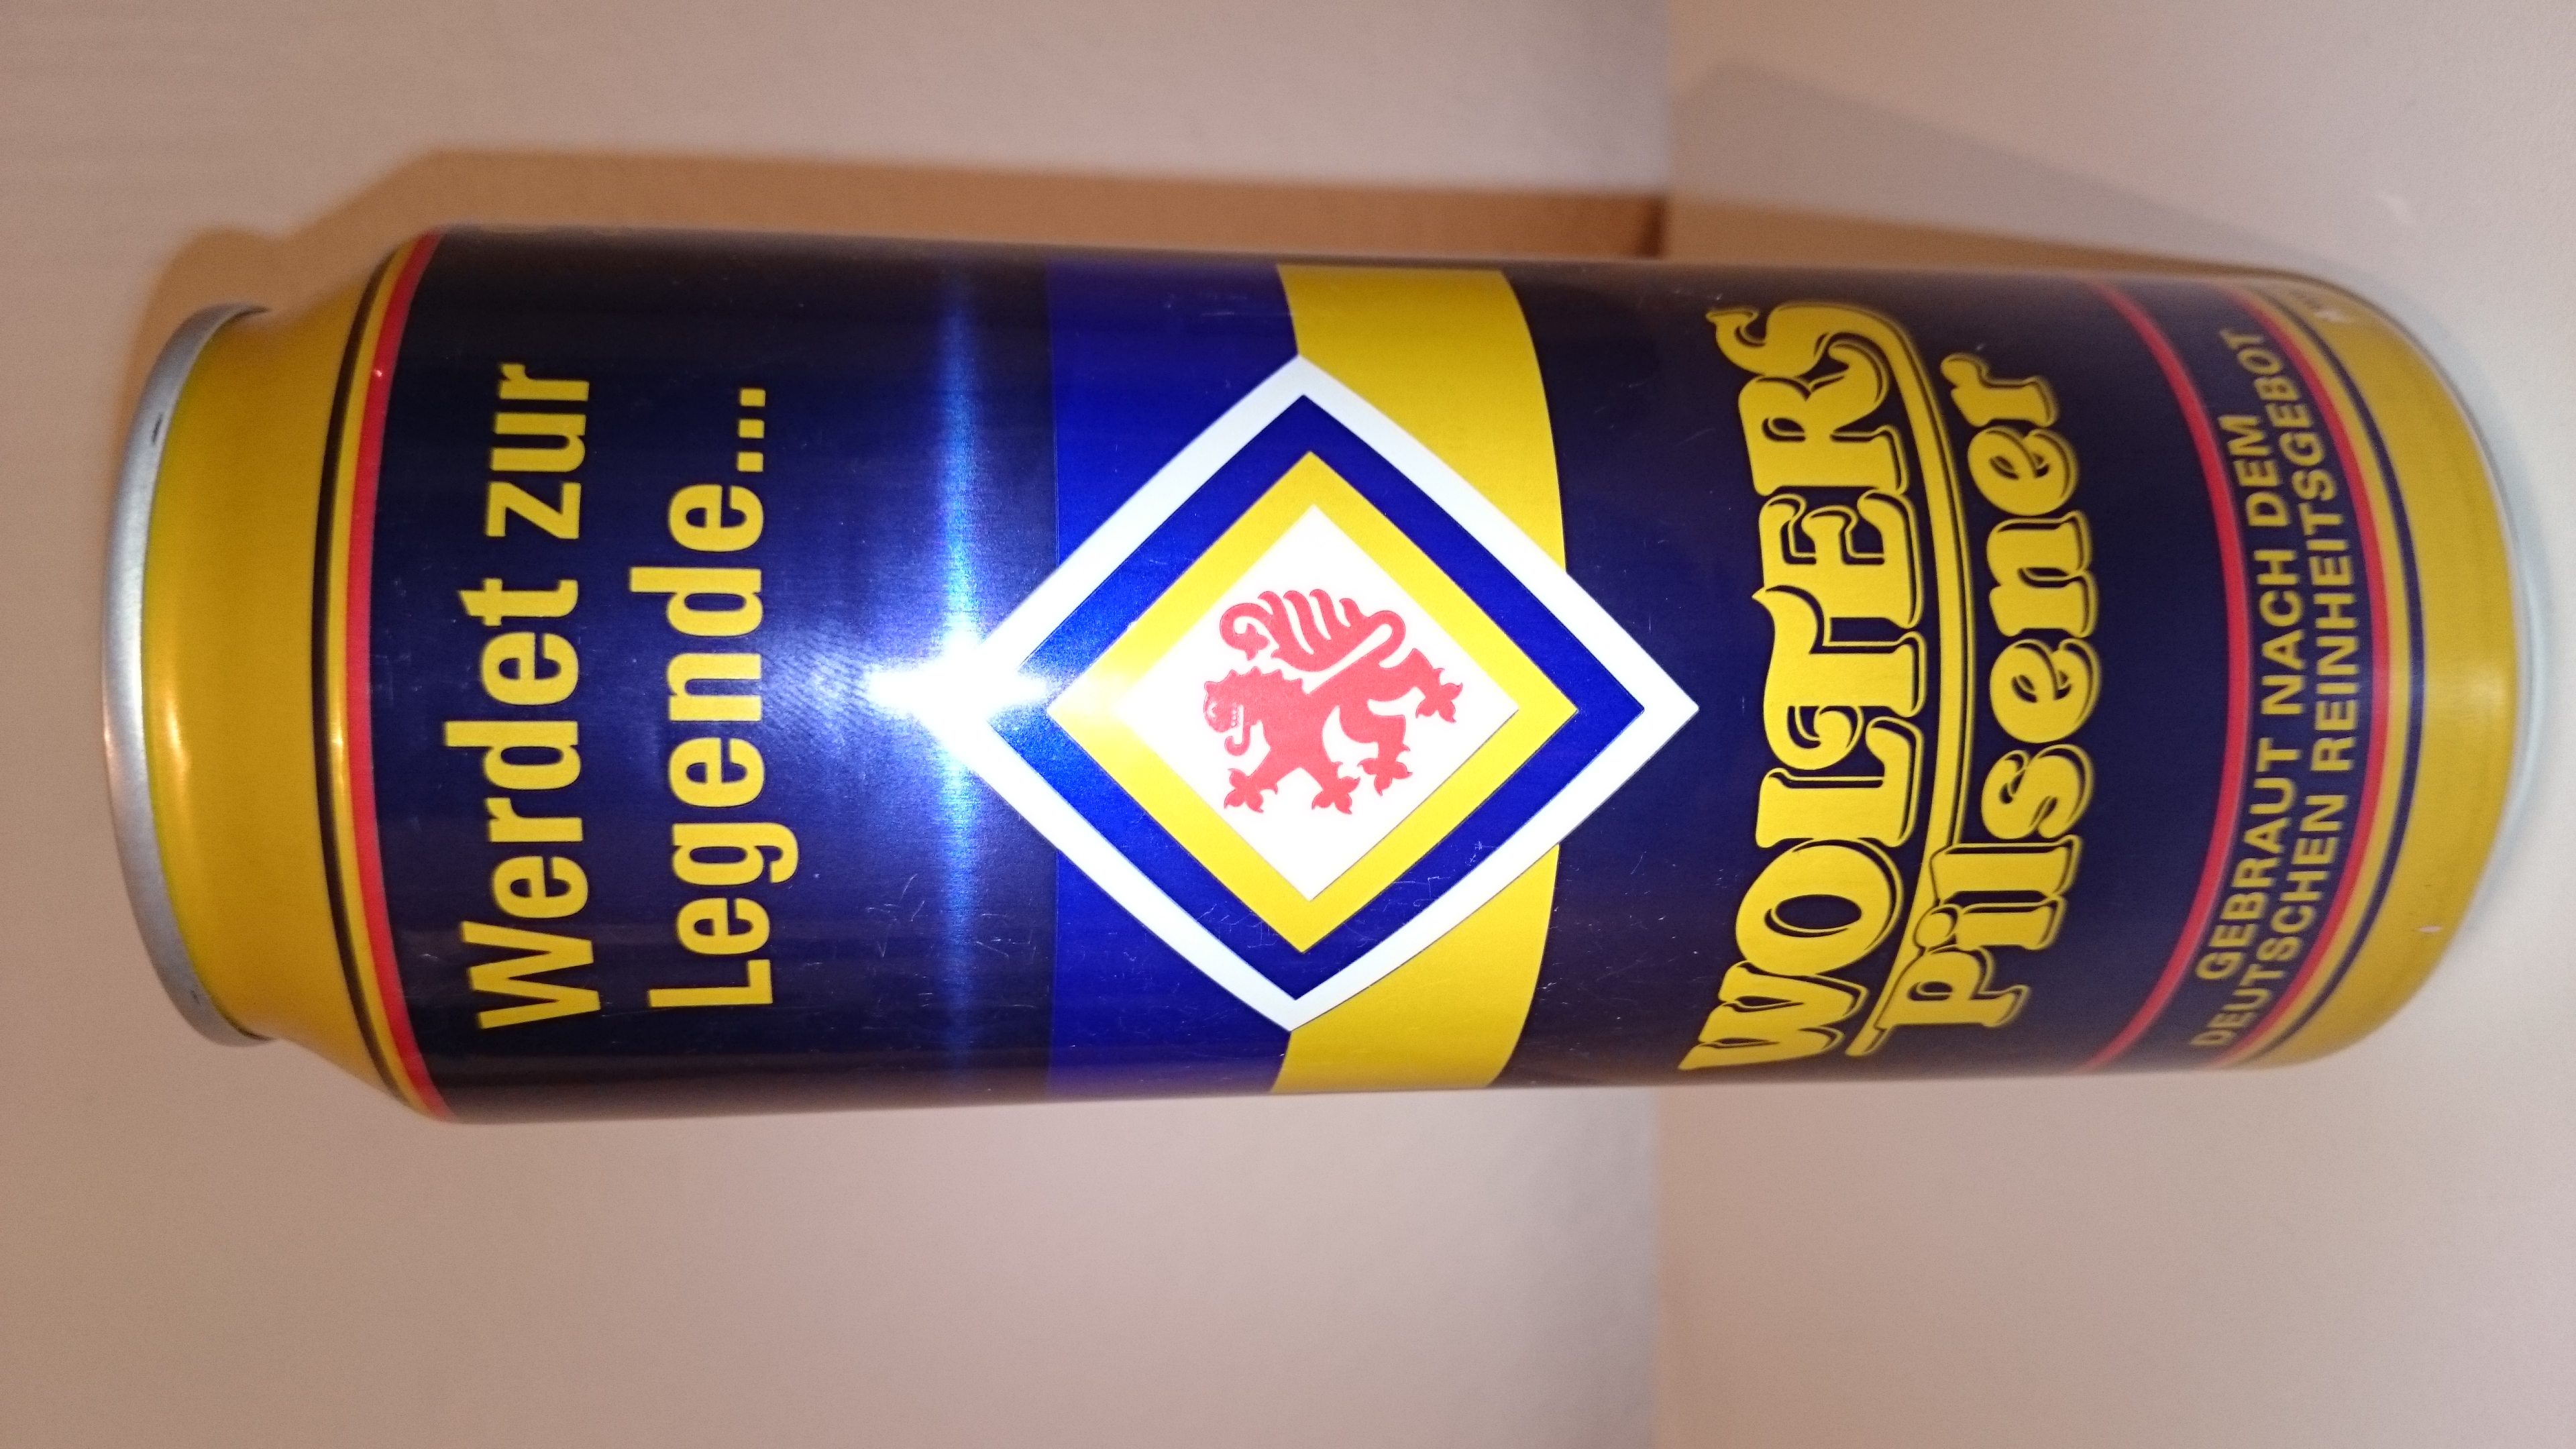 Werdet zur
Legende...
WOLTERS
Pilsener
GEBRAUT NACH DEM
DEUTSCHEN REINHEITSGEBOT